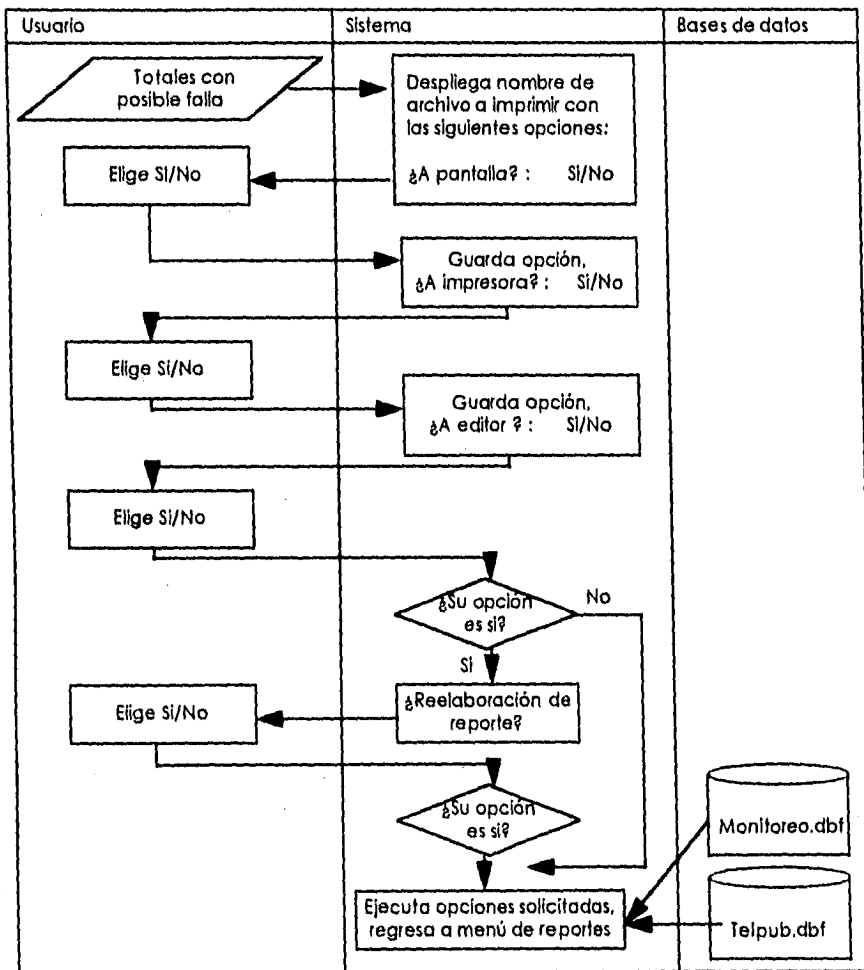 Usuario
Sistema
Bases de datos
Totales con
posible falla
Despliega nombre de
archivo a imprimir con
las siguientes opciones:
¿A pantalla? : Si/No
Elige Si/No
Guarda opción,
¿A impresora? : Si/No
Elige Si/No
Guarda opción,
¿A editor ? : Si/No
Elige Si/No
¿Su opción
es si?
No
Si
¿Reelaboración de
reporte?
Elige Si/No
¿Su opción
es si?
Monitoreo.dbf
Ejecuta opciones solicitadas,
regresa a menú de reportes
Telpub.dbf